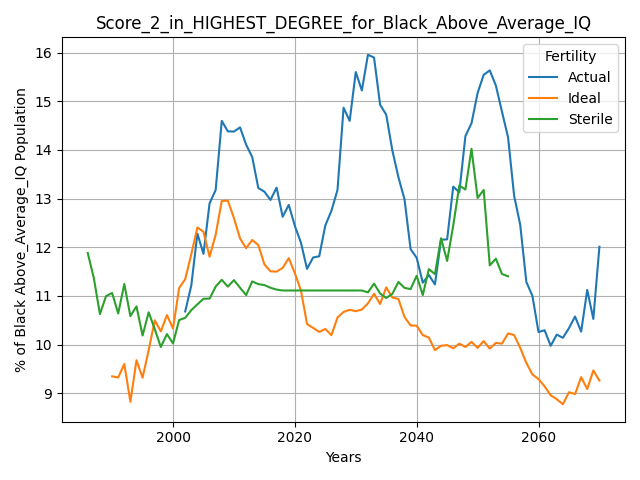 Score_2_in_HIGHEST_DEGREE_for_Black_Above_Average_IQ
% of Black Above_Average_IQ Population
16
15
14
13
12
11
10
9
Fertility
Actual
Ideal
Sterile
2000
2020
2040
2060
Years